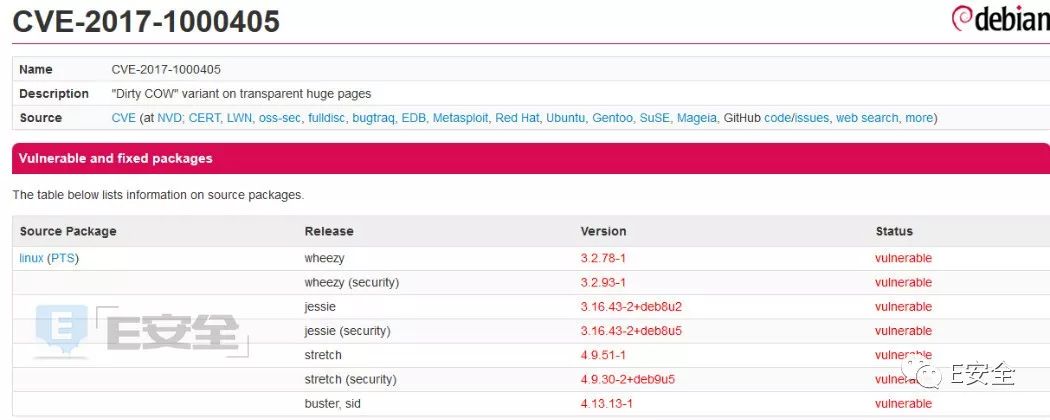 CVE-2017-1000405
debian
Name CVE-2017-1000405
Description "Dirty COW" variant on transparent huge pages
Source CVE (at NVD; CERT, LWN, oss-sec, fulldisc, bugtraq, EDB, Metasploit, Red Hat, Ubuntu, Gentoo, SuSE, Mageia, GitHub code/issues, web search, more)
Vulnerable and fixed packages
The table below lists information on source packages.
Source Package Release Version Status
linux (PTS) wheezy 3.2.78-1 vulnerable
wheezy (security) 3.2.93-1 vulnerable
jessie 3.16.43-2+deb8u2 vulnerable
jessie (security) 3.16.43-2+deb8u5 vulnerable
stretch 4.9.51-1 vulnerable
stretch (security) 4.9.30-2+deb9u5 vulnerable
buster, sid 4.13.13-1 vulnerable
E安全
E安全